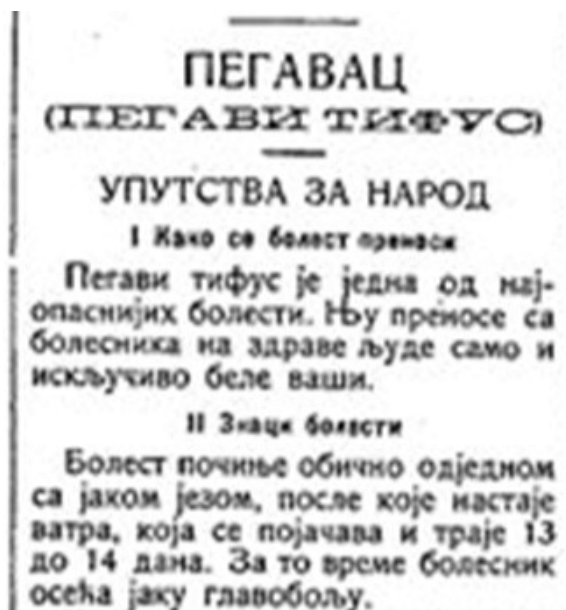 ПЕГАВАЦ
(ПЕГАВИ ТИФУС)
УПУТСТВА ЗА НАРОД
I Како се болест преноси
Пегави тифус је једна од нај-
опаснијих болести. Њу преносе са
болесника на здраве људе само и
искључиво беле ваши.
II Знаци болести
Болест почиње обично одједном
са јаком језом, после које настаје
ватра, која се појачава и траје 13
до 14 дана. За то време болесник
осећа јаку главобољу.